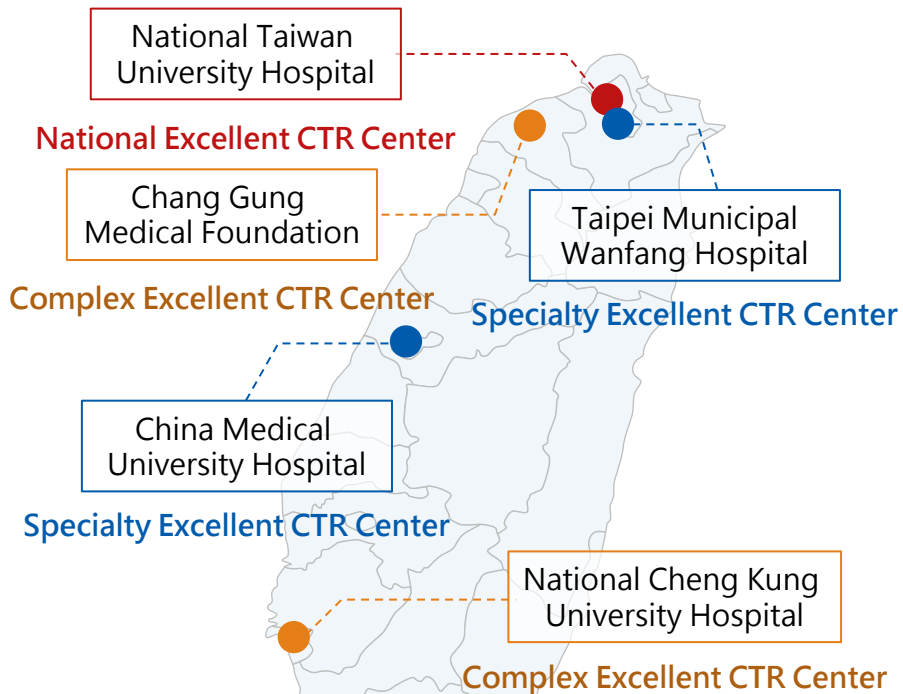 National Taiwan
University Hospital
National Excellent CTR Center
Chang Gung
Medical Foundation
Complex Excellent CTR Center
Taipei Municipal
Wanfang Hospital
Specialty Excellent CTR Center
China Medical
University Hospital
Specialty Excellent CTR Center
National Cheng Kung
University Hospital
Complex Excellent CTR Center